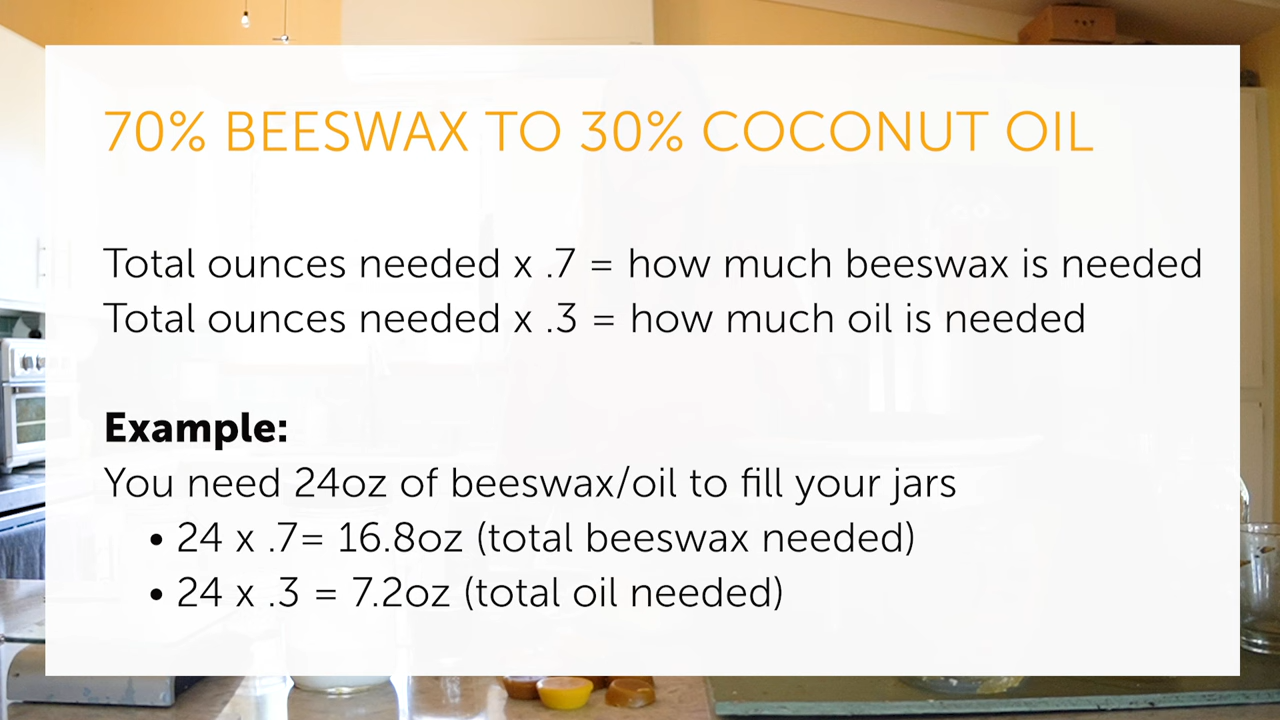 70% BEESWAX TO 30% COCONUT OIL
Total ounces needed x .7 = how much beeswax is needed
Total ounces needed x .3 = how much oil is needed
Example:
You need 24oz of beeswax/oil to fill your jars
• 24 x .7= 16.8oz (total beeswax needed)
• 24 x .3 = 7.2oz (total oil needed)